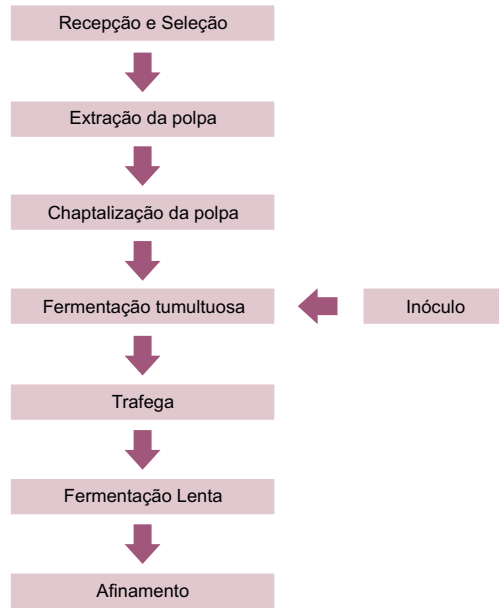 Recepção e Seleção
Extração da polpa
Chaptalização da polpa
Fermentação tumultuosa
Inóculo
Trafega
Fermentação Lenta
Afinamento